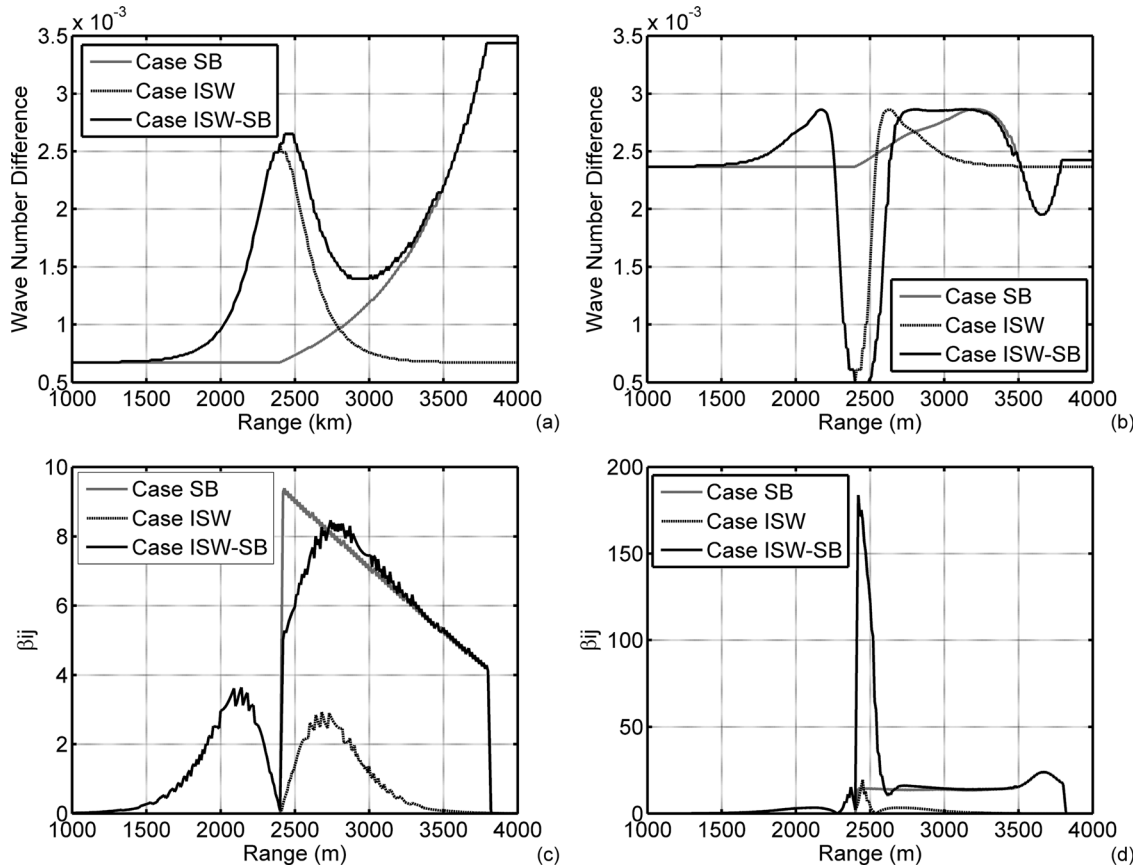 x 10⁻³
3.5
3
2.5
2
1.5
1
0.5
Wave Number Difference
Case SB
Case ISW
Case ISW-SB
1000 1500 2000 2500 3000 3500 4000
Range (km)
(a)
x 10⁻³
3.5
3
2.5
2
1.5
1
0.5
Wave Number Difference
Case SB
Case ISW
Case ISW-SB
1000 1500 2000 2500 3000 3500 4000
Range (m)
(b)
10
8
6
4
2
0
βij
Case SB
Case ISW
Case ISW-SB
1000 1500 2000 2500 3000 3500 4000
Range (m)
(c)
200
150
100
50
0
βij
Case SB
Case ISW
Case ISW-SB
1000 1500 2000 2500 3000 3500 4000
Range (m)
(d)